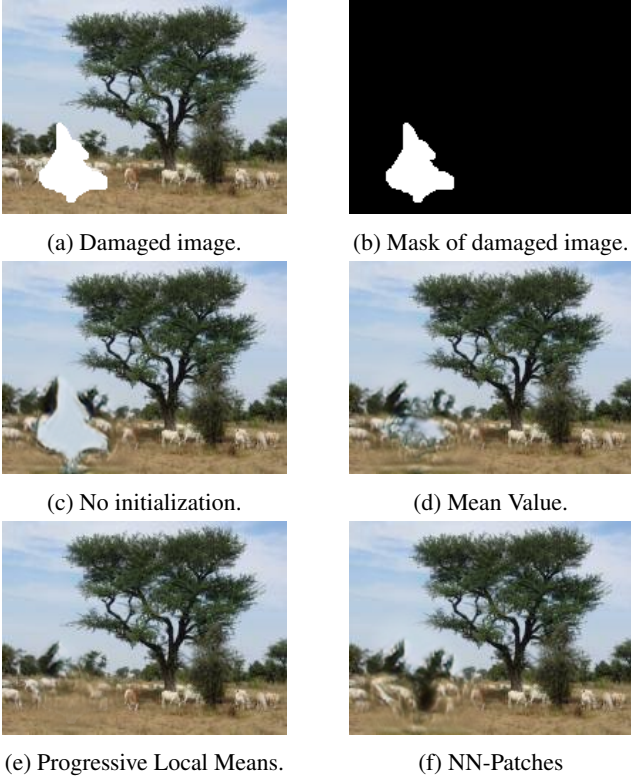 (a) Damaged image.
(b) Mask of damaged image.
(c) No initialization.
(d) Mean Value.
(e) Progressive Local Means.
(f) NN-Patches